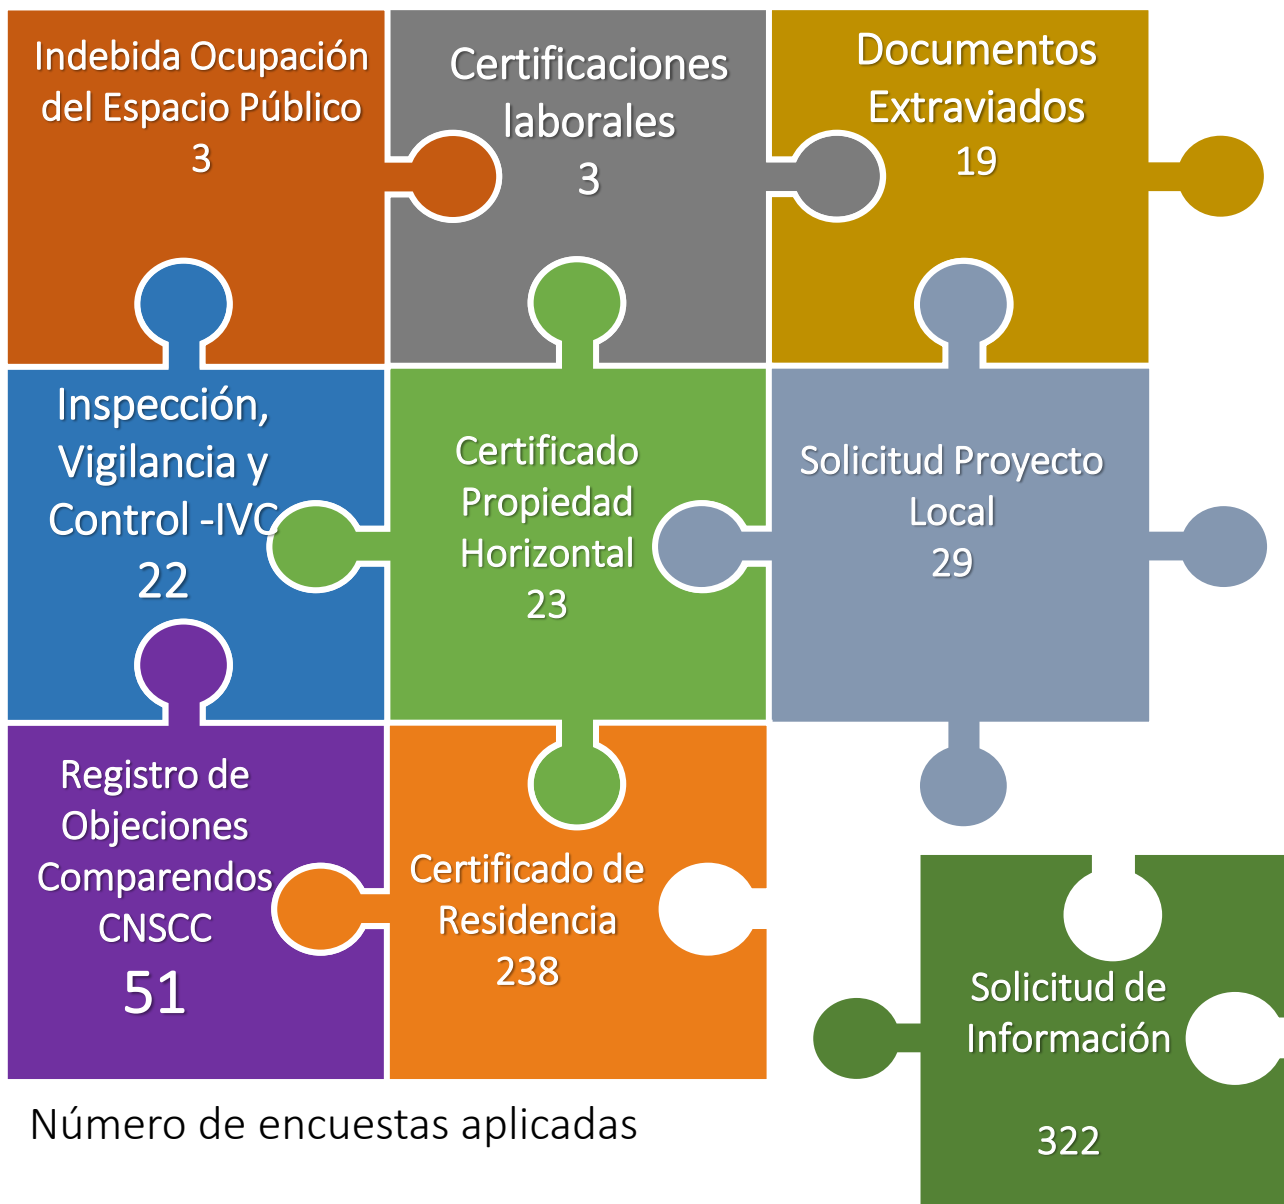 Indebida Ocupación
del Espacio Público
3
Certificaciones
laborales
3
Documentos
Extraviados
19
Inspección,
Vigilancia y
Control -IVC
22
Certificado
Propiedad
Horizontal
23
Solicitud Proyecto
Local
29
Registro de
Objeciones
Comparendos
CNSCC
51
Certificado de
Residencia
238
Solicitud de
Información
322
Número de encuestas aplicadas